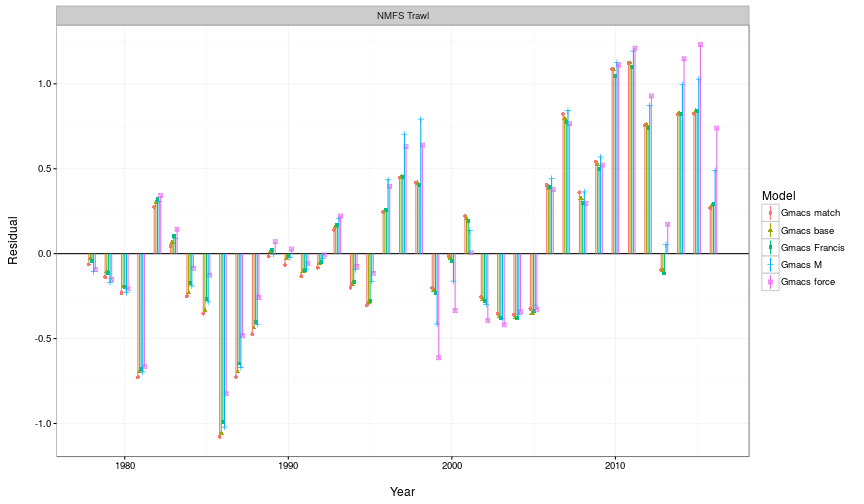 NMFS Trawl
1.0
0.5
0.0
-0.5
-1.0
Residual
1980
1990
2000
2010
Year
Model
Gmacs match
Gmacs base
Gmacs Francis
Gmacs M
Gmacs force